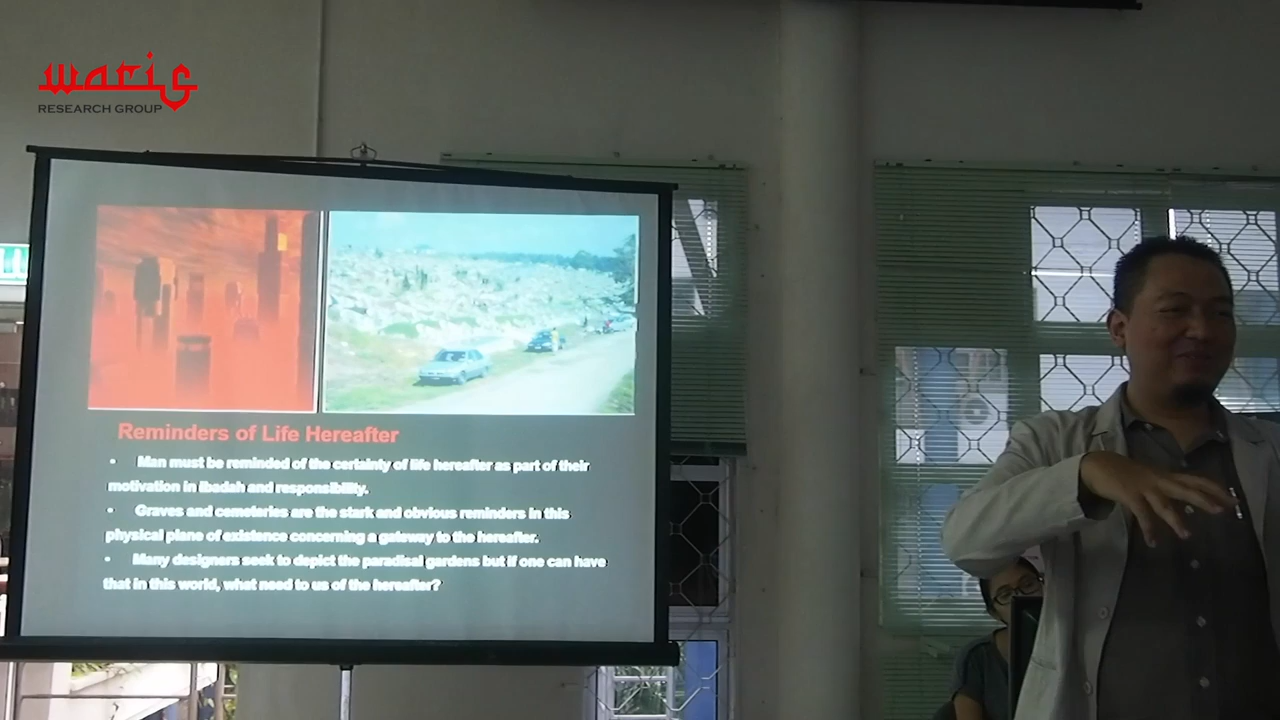 waris
RESEARCH GROUP
Reminders of Life Hereafter
• Man must be reminded of the certainty of life hereafter as part of their
motivation in ibadah and responsibility.
• Graves and cemeteries are the stark and obvious reminders in this
physical plane of existence concerning a gateway to the hereafter.
• Many designers seek to depict the paradisal gardens but if one can have
that in this world, what need to us of the hereafter?